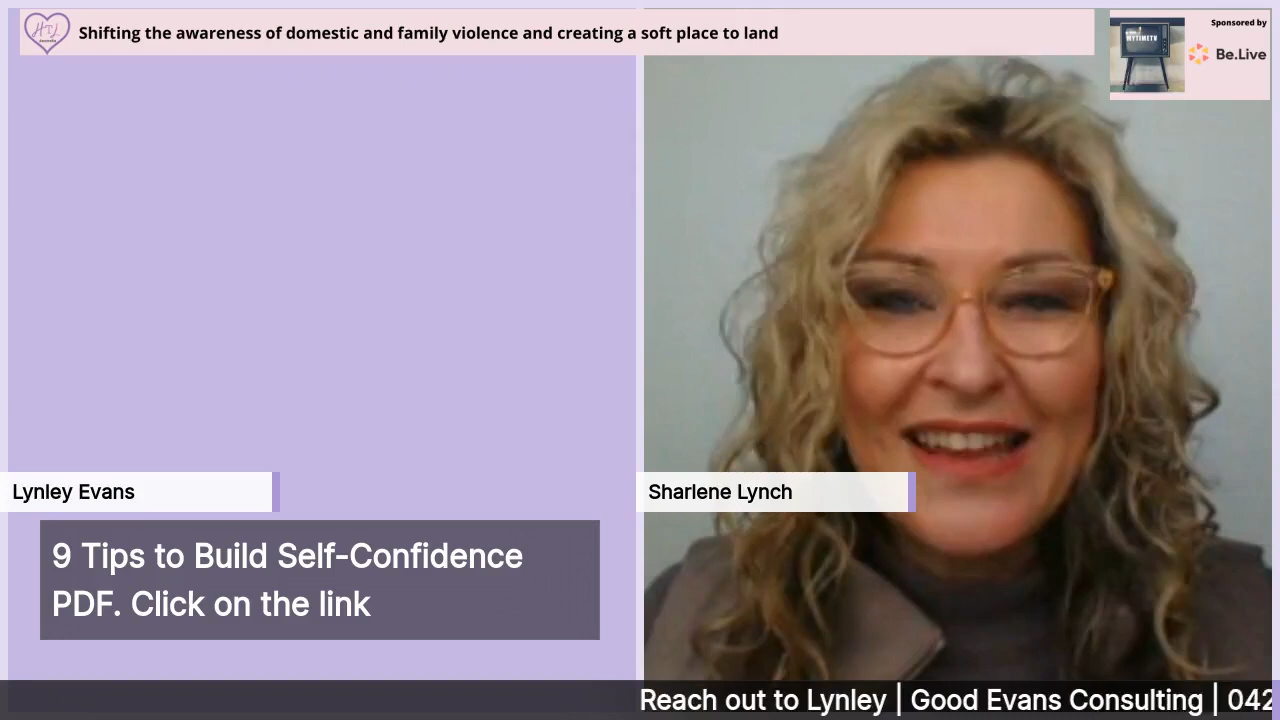 HTL
Shifting the awareness of domestic and family violence and creating a soft place to land
Sponsored by
MYTIMETV
Be.Live
Lynley Evans
Sharlene Lynch
9 Tips to Build Self-Confidence
PDF. Click on the link
Reach out to Lynley | Good Evans Consulting | 042